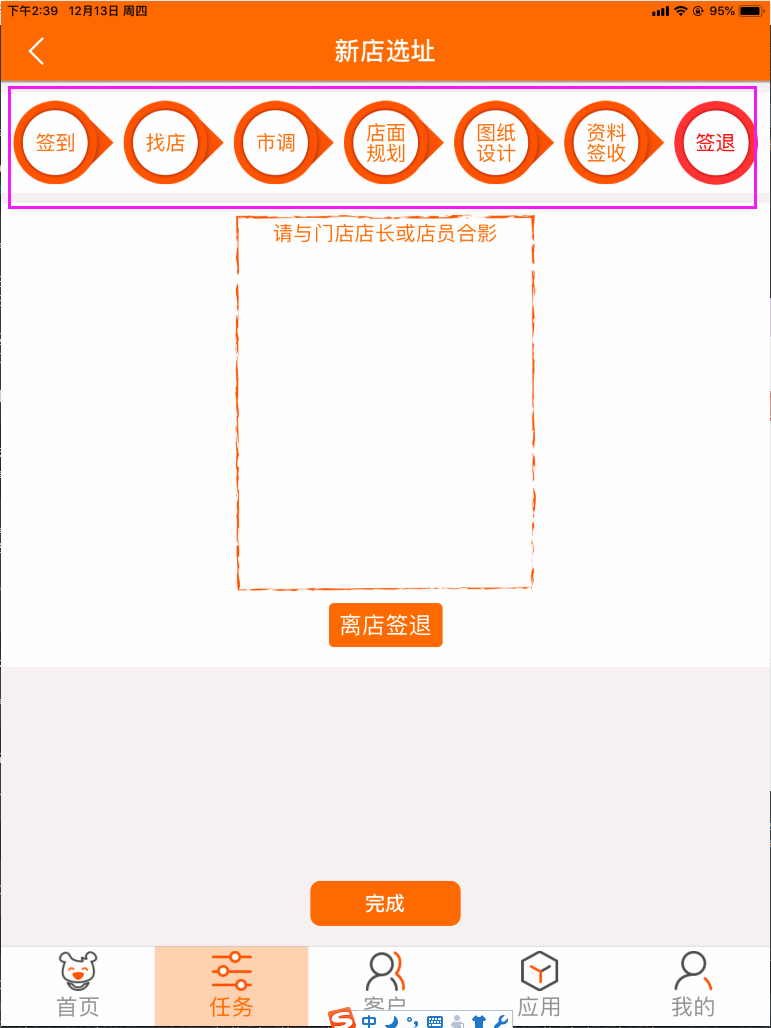 下午2:39 12月13日 周四 95%
新店选址
签到 找店 市调 店面规划 图纸设计 资料签收 签退
请与门店店长或店员合影
离店签退
完成
首页 任务 客户 应用 我的
中